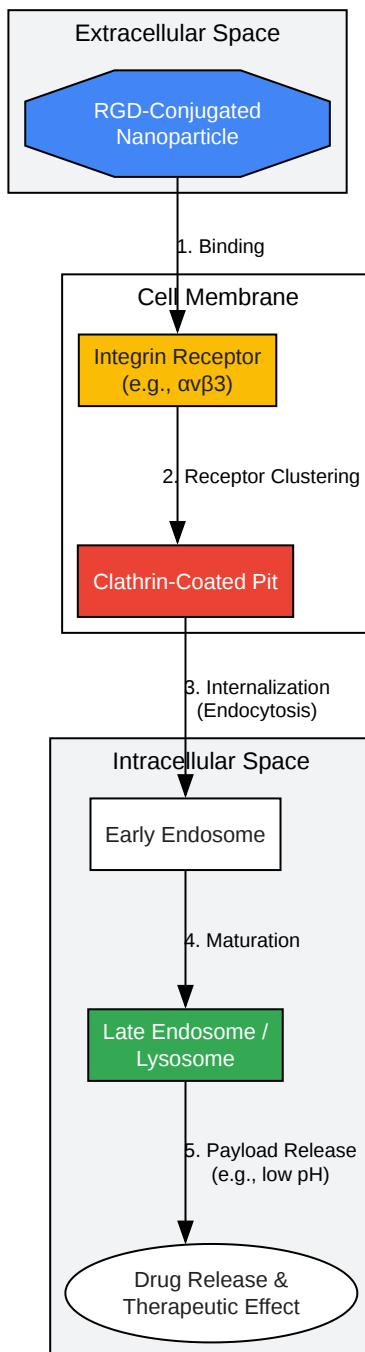 Extracellular Space
RGD-Conjugated
Nanoparticle
1. Binding
Cell Membrane
Integrin Receptor
(e.g., αvβ3)
2. Receptor Clustering
Clathrin-Coated Pit
3. Internalization
(Endocytosis)
Intracellular Space
Early Endosome
4. Maturation
Late Endosome /
Lysosome
5. Payload Release
(e.g., low pH)
Drug Release &
Therapeutic Effect